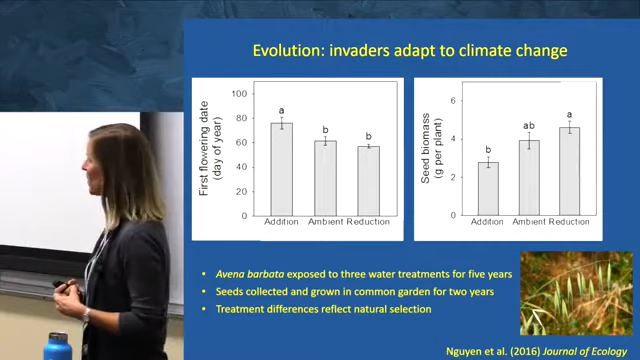 Evolution: invaders adapt to climate change
First flowering date
(day of year)
100
80
60
40
20
0
a
b
b
Addition Ambient Reduction
Seed biomass
(g per plant)
6
4
2
0
b
ab
a
Addition Ambient Reduction
• Avena barbata exposed to three water treatments for five years
• Seeds collected and grown in common garden for two years
• Treatment differences reflect natural selection
Nguyen et al. (2016) Journal of Ecology